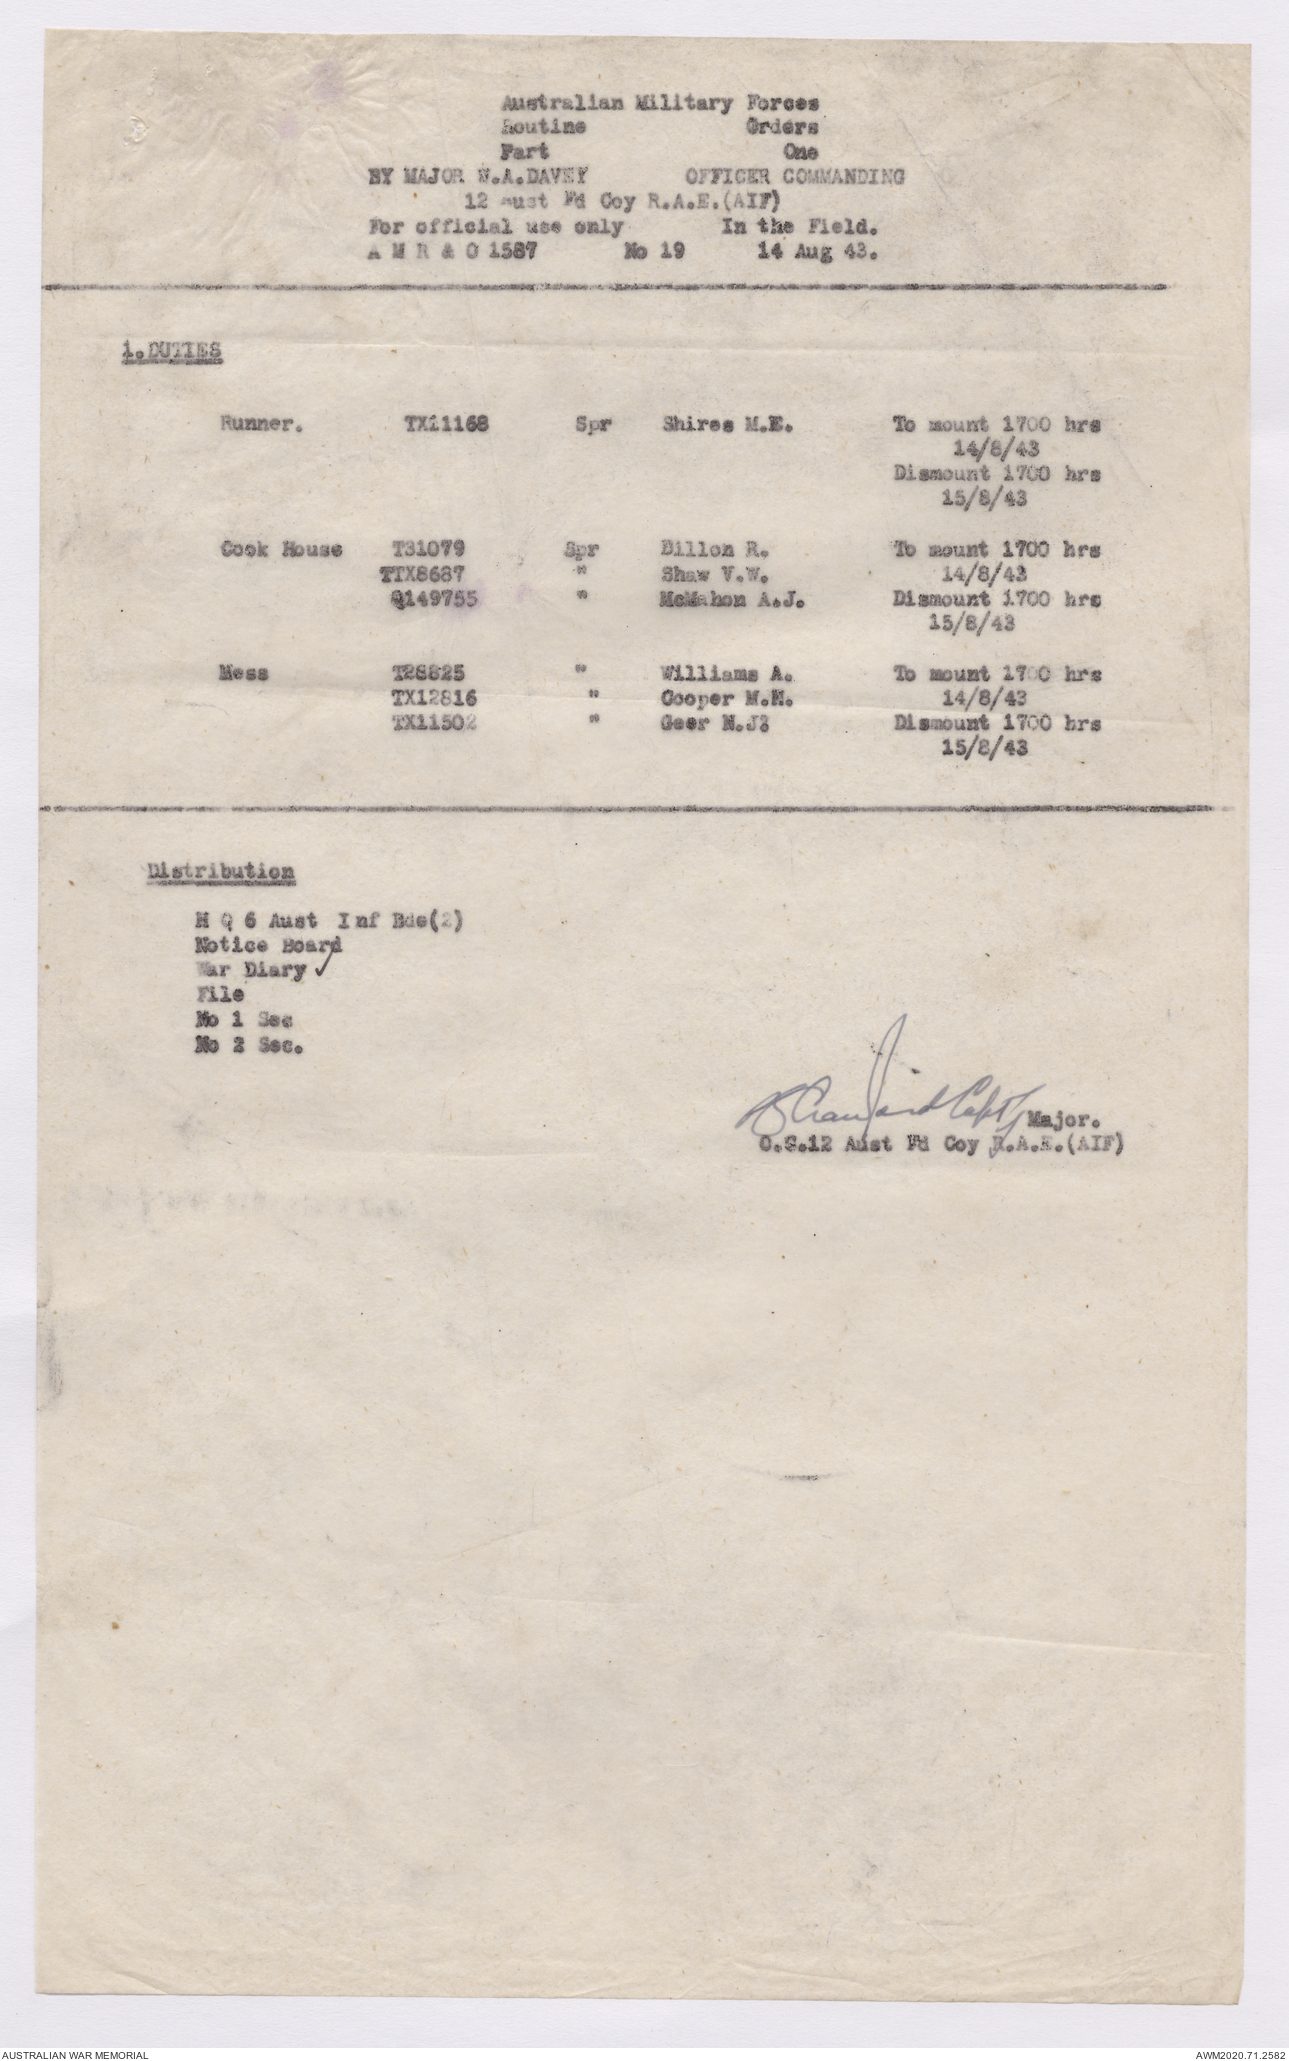 Australian Military Forces
Routine Orders
Part One
BY MAJOR W.A.DAVEY OFFICER COMMANDING
12 Aust Fd Coy R.A.E.(AIF)
For official use only In the Field.
A M R & O 1587 No 19 14 Aug 43.
1.DUTIES
Runner. TX21168 Spr Shires M.E. To mount 1700 hrs
14/8/43
Dismount 1700 hrs
15/8/43
Cook House T31079 Spr Dillon R. To mount 1700 hrs
TTX8687 " Shaw V.W. 14/8/43
Q149755 " McMahon A.J. Dismount 1700 hrs
15/8/43
Mess T28825 " Williams A. To mount 1700 hrs
TX12816 " Cooper M.H. 14/8/43
TX11502 " Geer N.J? Dismount 1700 hrs
15/8/43
Distribution
H Q 6 Aust Inf Bde(2)
Notice Board
War Diary ✓
File
No 1 Sec
No 2 Sec.
B Crawford Capt Major.
O.C.12 Aust Fd Coy R.A.E.(AIF)
AUSTRALIAN WAR MEMORIAL AWM2020.71.2582